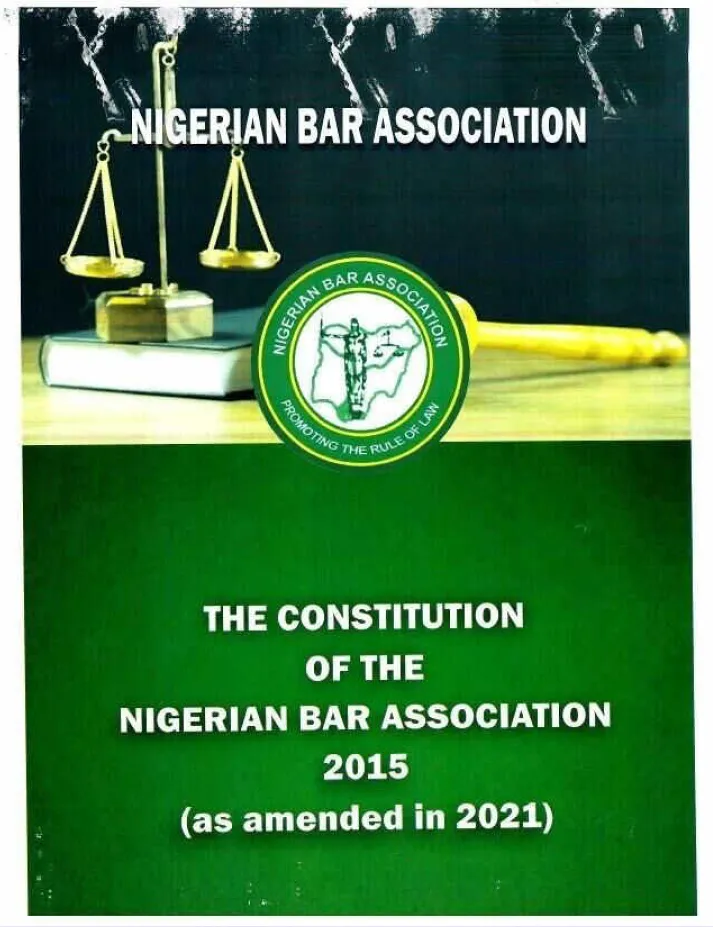 NIGERIAN BAR ASSOCIATION
NIGERIAN BAR ASSOCIATION
PROMOTING THE RULE OF LAW
THE CONSTITUTION
OF THE
NIGERIAN BAR ASSOCIATION
2015
(as amended in 2021)